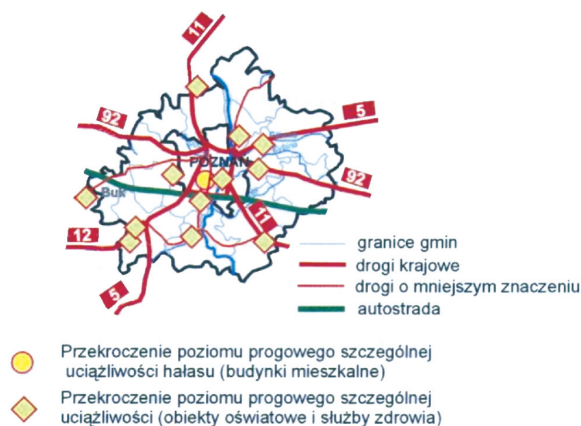 11
92
5
POZNAŃ
92
Buk
12
11
5
granice gmin
drogi krajowe
drogi o mniejszym znaczeniu
autostrada
Przekroczenie poziomu progowego szczególnej
uciążliwości hałasu (budynki mieszkalne)
Przekroczenie poziomu progowego szczególnej
uciążliwości (obiekty oświatowe i służby zdrowia)